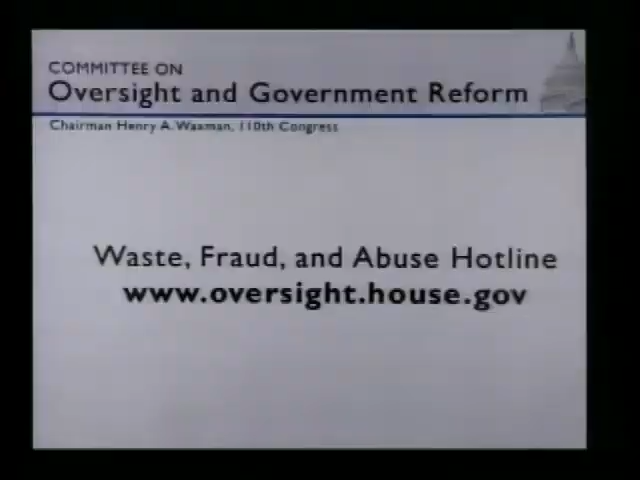 COMMITTEE ON
Oversight and Government Reform
Chairman Henry A. Waxman, 110th Congress
Waste, Fraud, and Abuse Hotline
www.oversight.house.gov